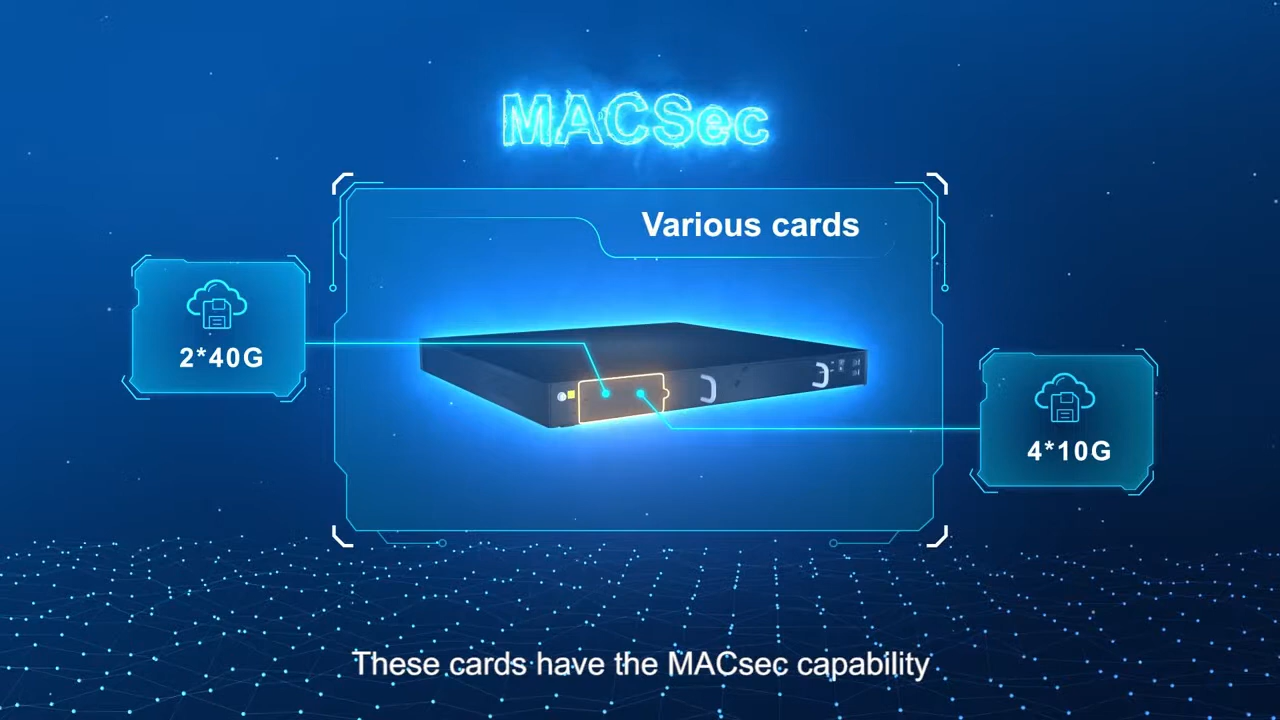 MACSec
Various cards
2*40G
4*10G
These cards have the MACsec capability